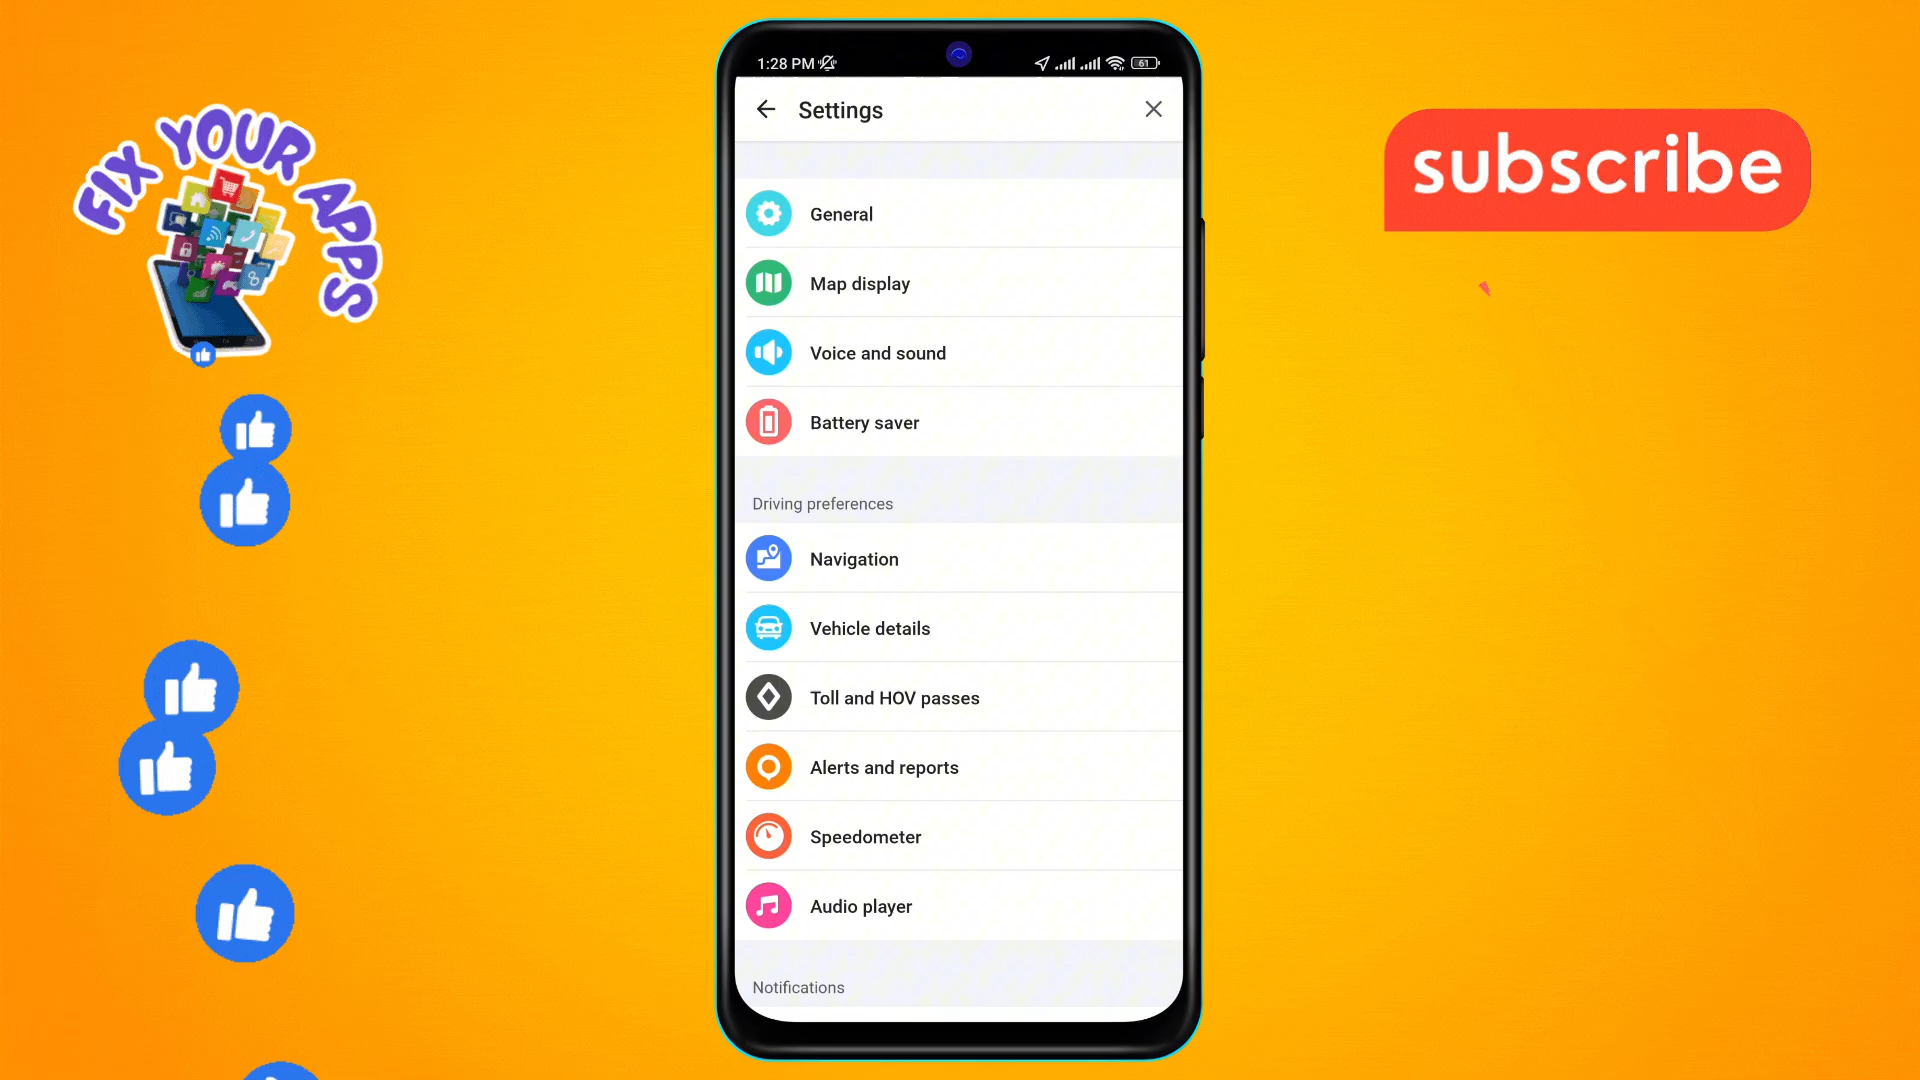 FIX YOUR APPS
subscribe
1:28 PM
61
Settings
General
Map display
Voice and sound
Battery saver
Driving preferences
Navigation
Vehicle details
Toll and HOV passes
Alerts and reports
Speedometer
Audio player
Notifications